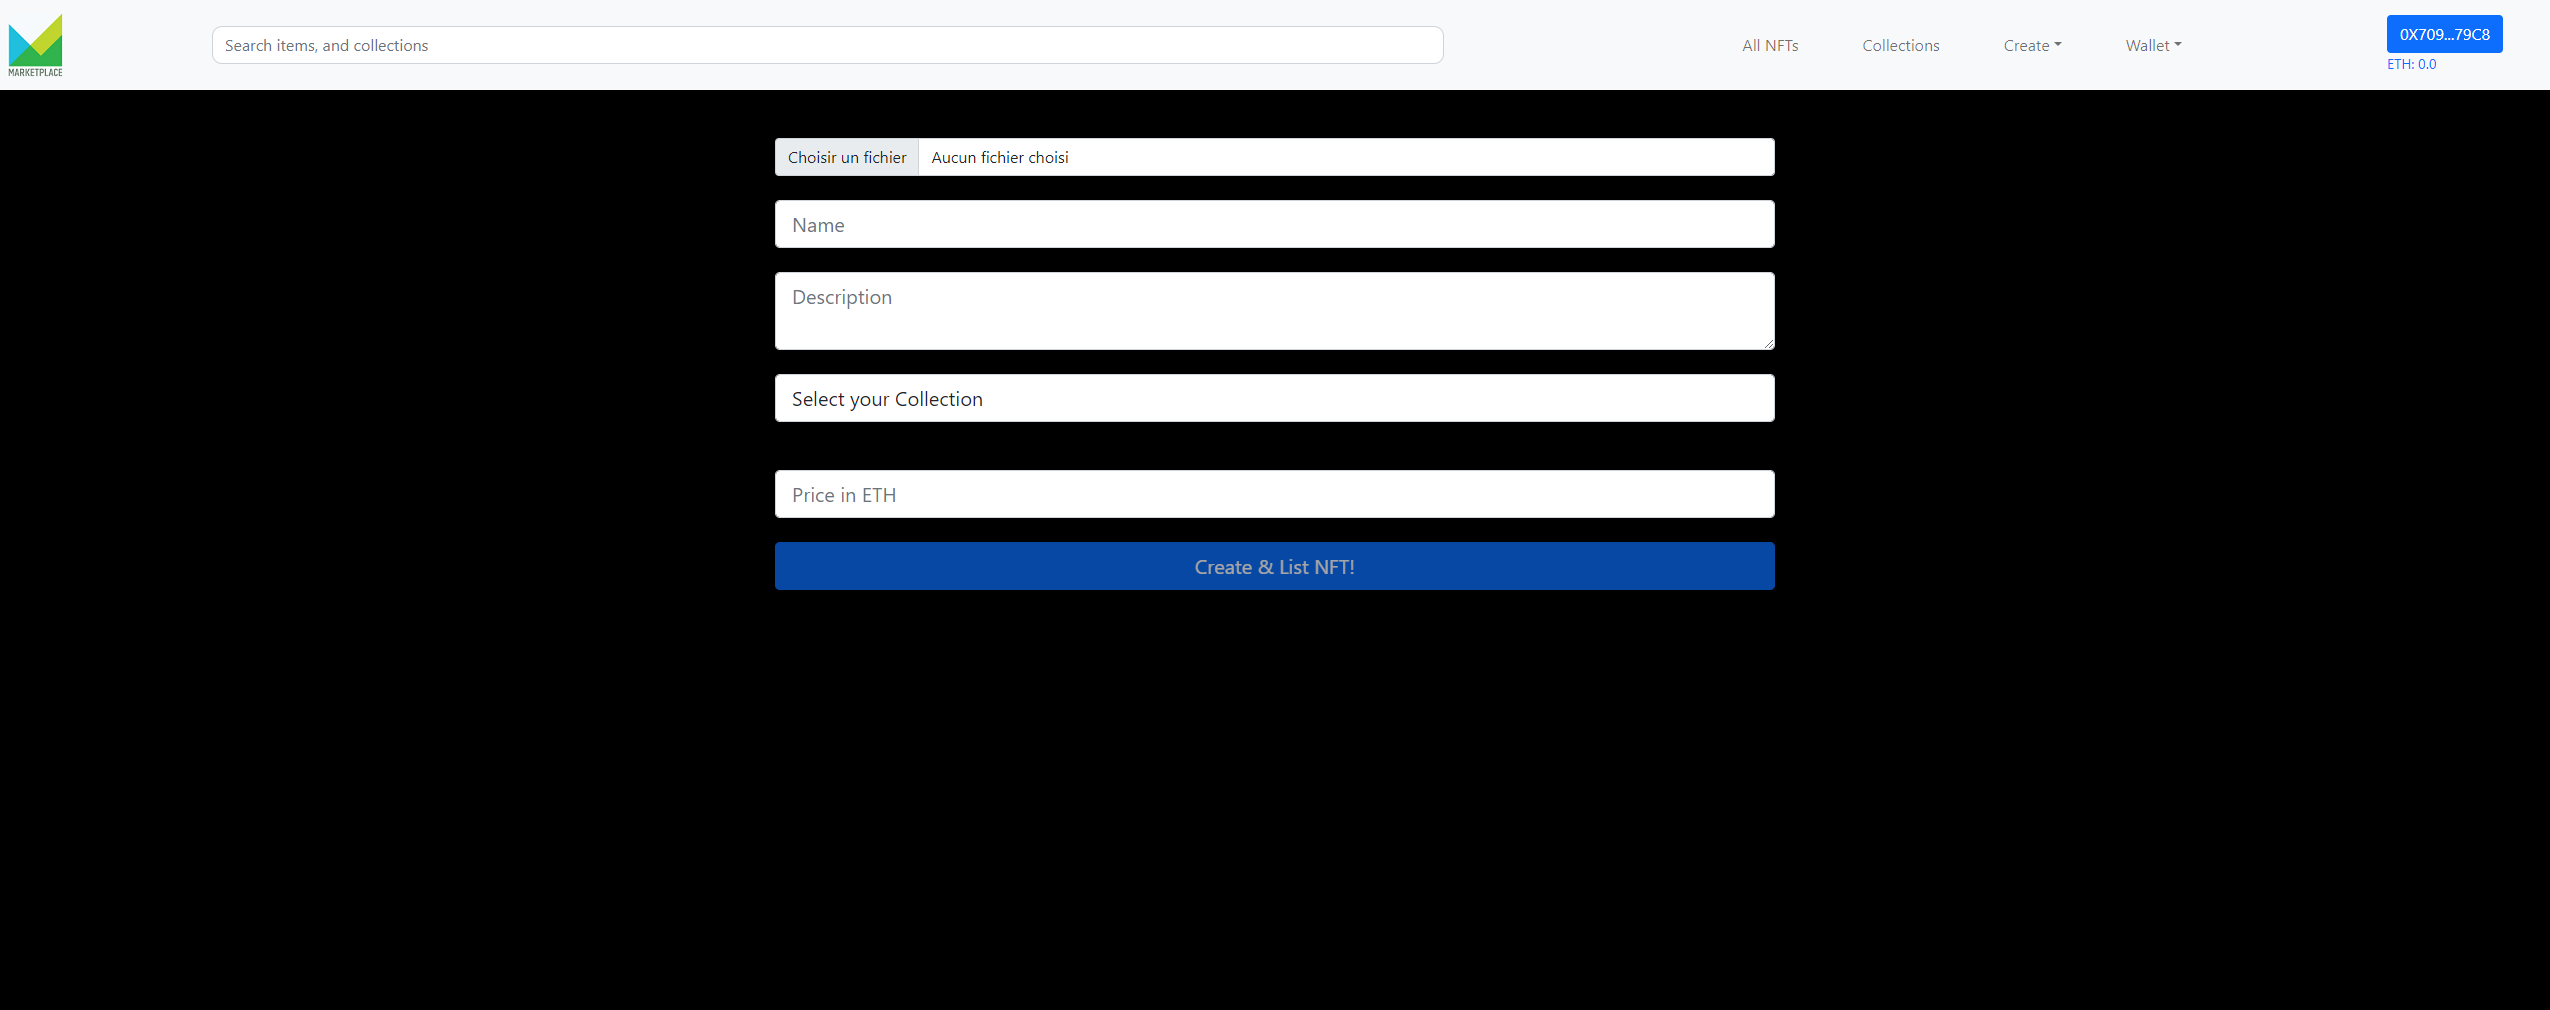 MARKETPLACE
Search items, and collections
All NFTs
Collections
Create
Wallet
0X709...79C8
ETH: 0.0
Choisir un fichier
Aucun fichier choisi
Name
Description
Select your Collection
Price in ETH
Create & List NFT!